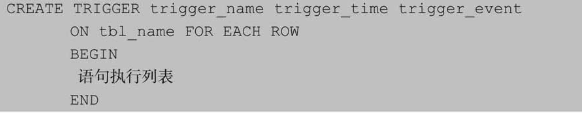 CREATE TRIGGER trigger_name trigger_time trigger_event
ON tbl_name FOR EACH ROW
BEGIN
语句执行列表
END